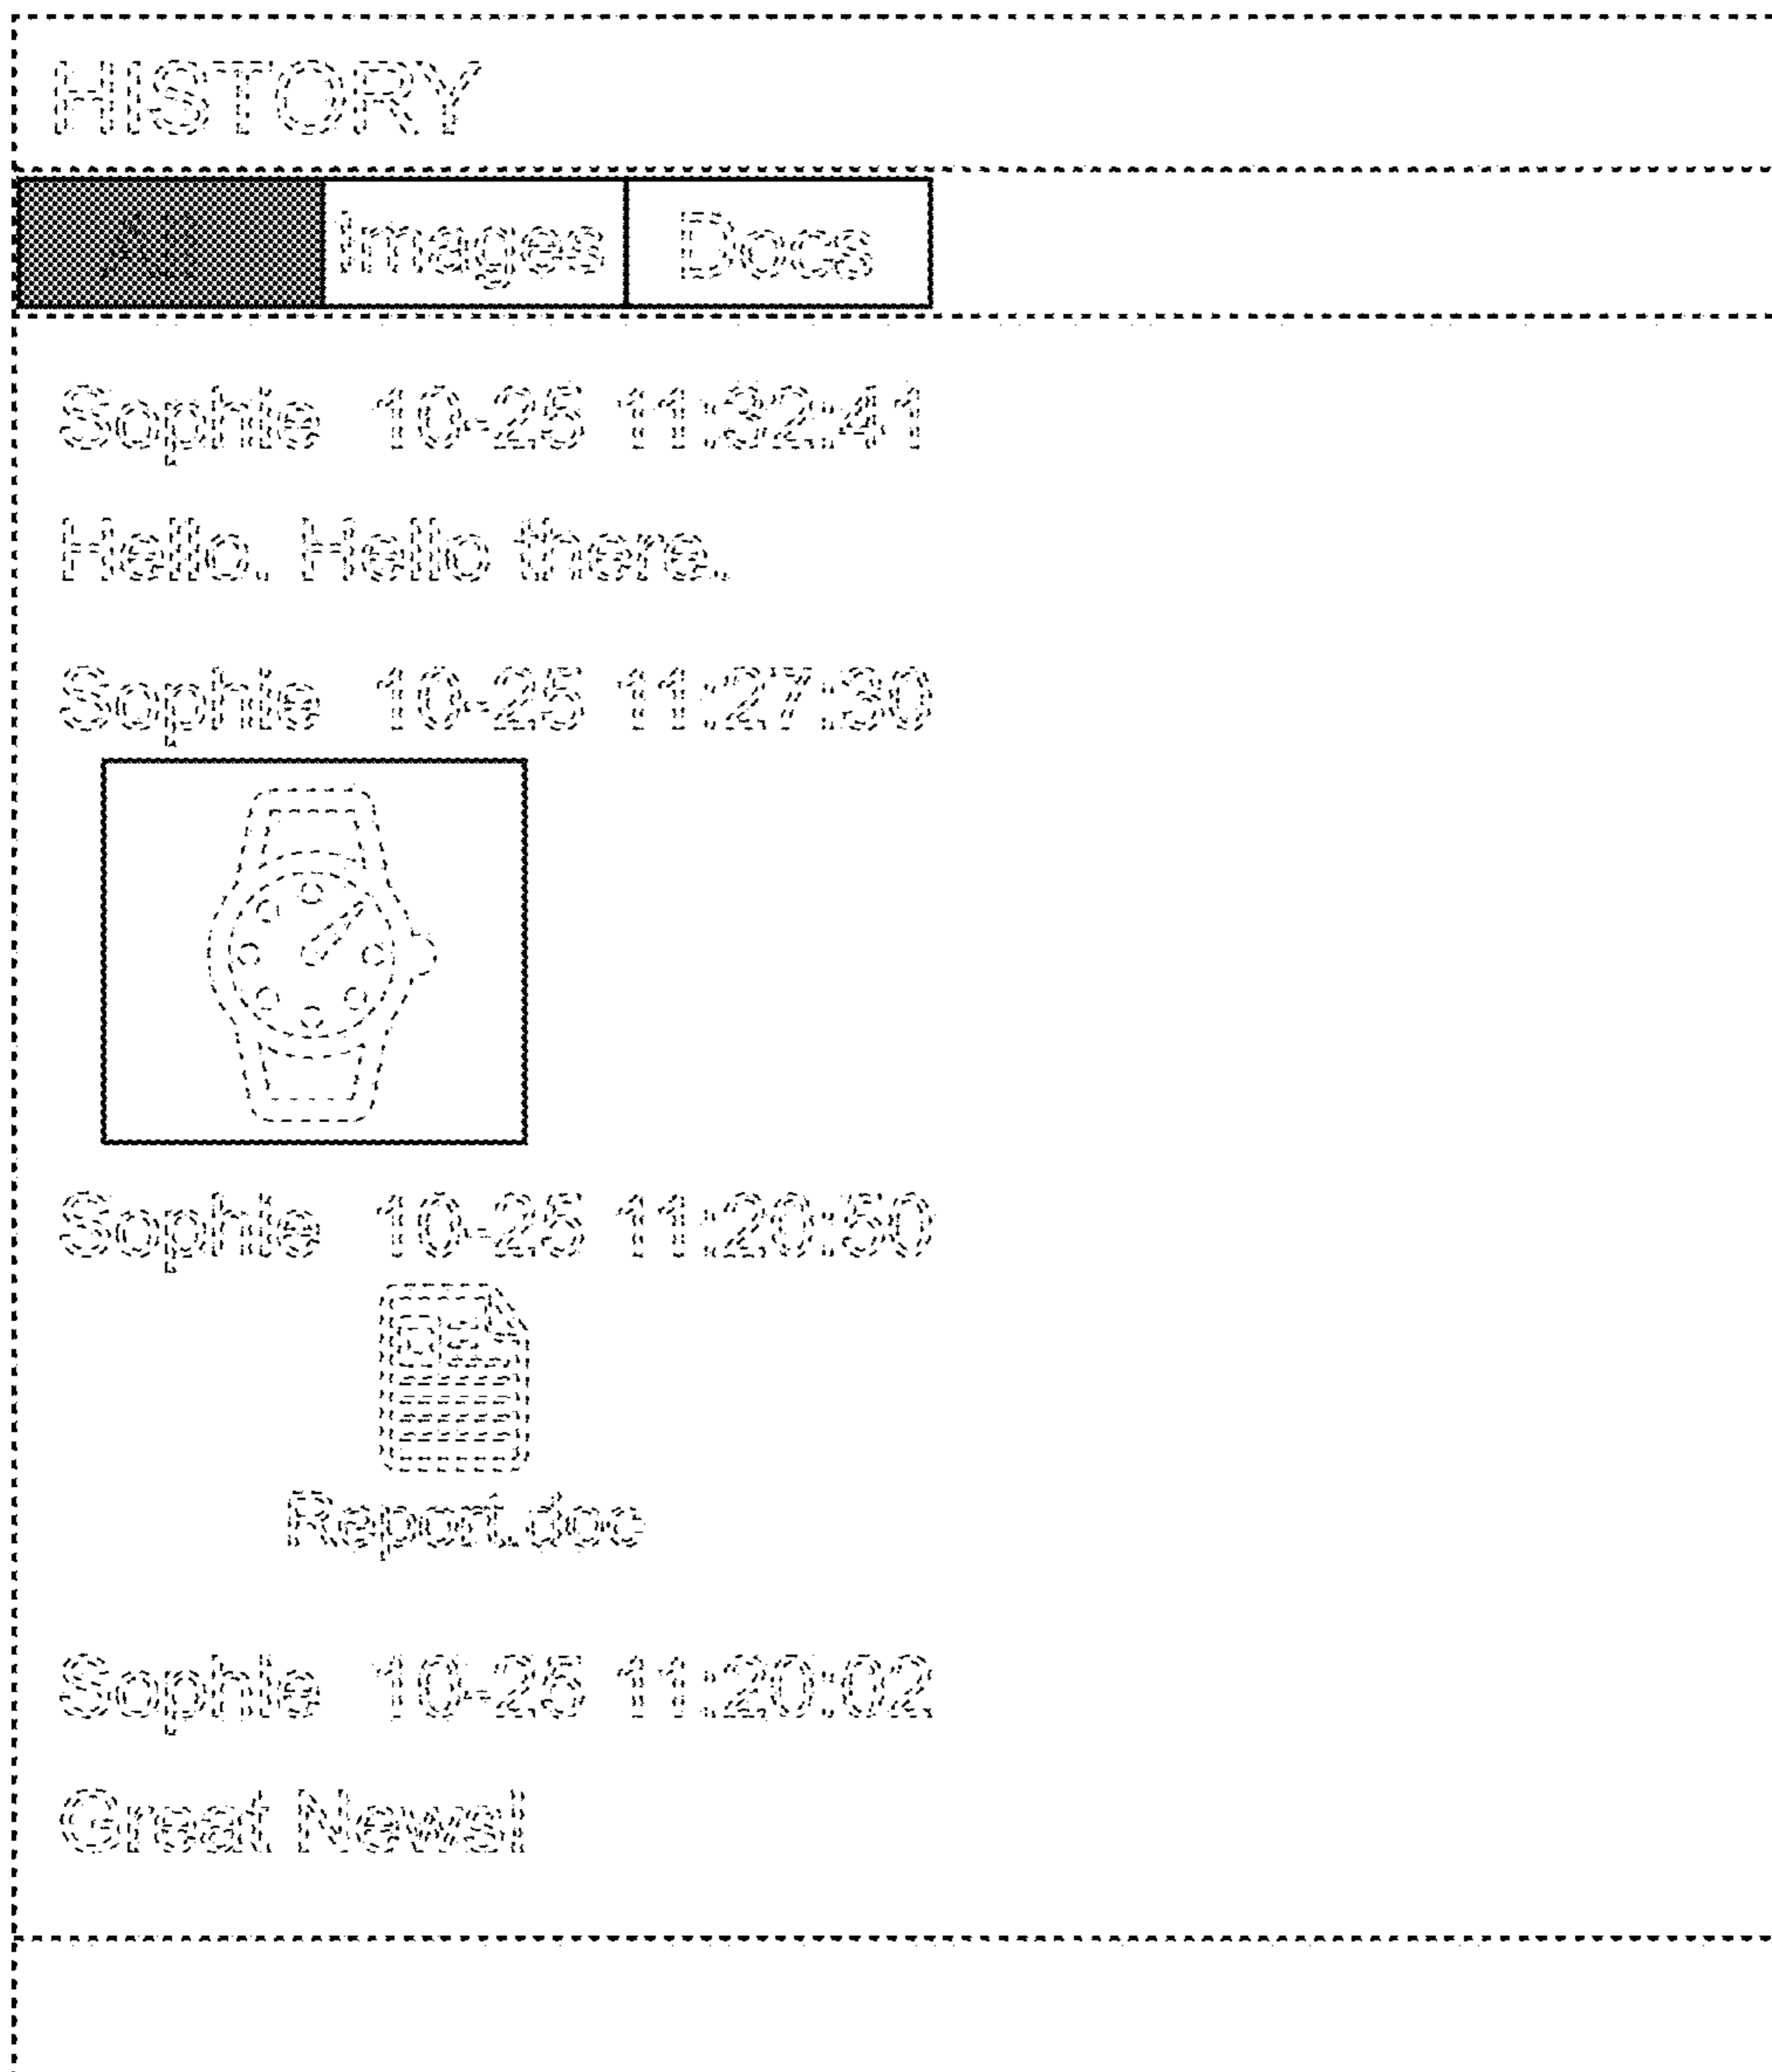 HISTORY
All Images Docs
Sophie 10-25 11:32:41
Hello. Hello there.
Sophie 10-25 11:27:30
Sophie 10-25 11:20:50
Report.doc
Sophie 10-25 11:20:02
Great News!